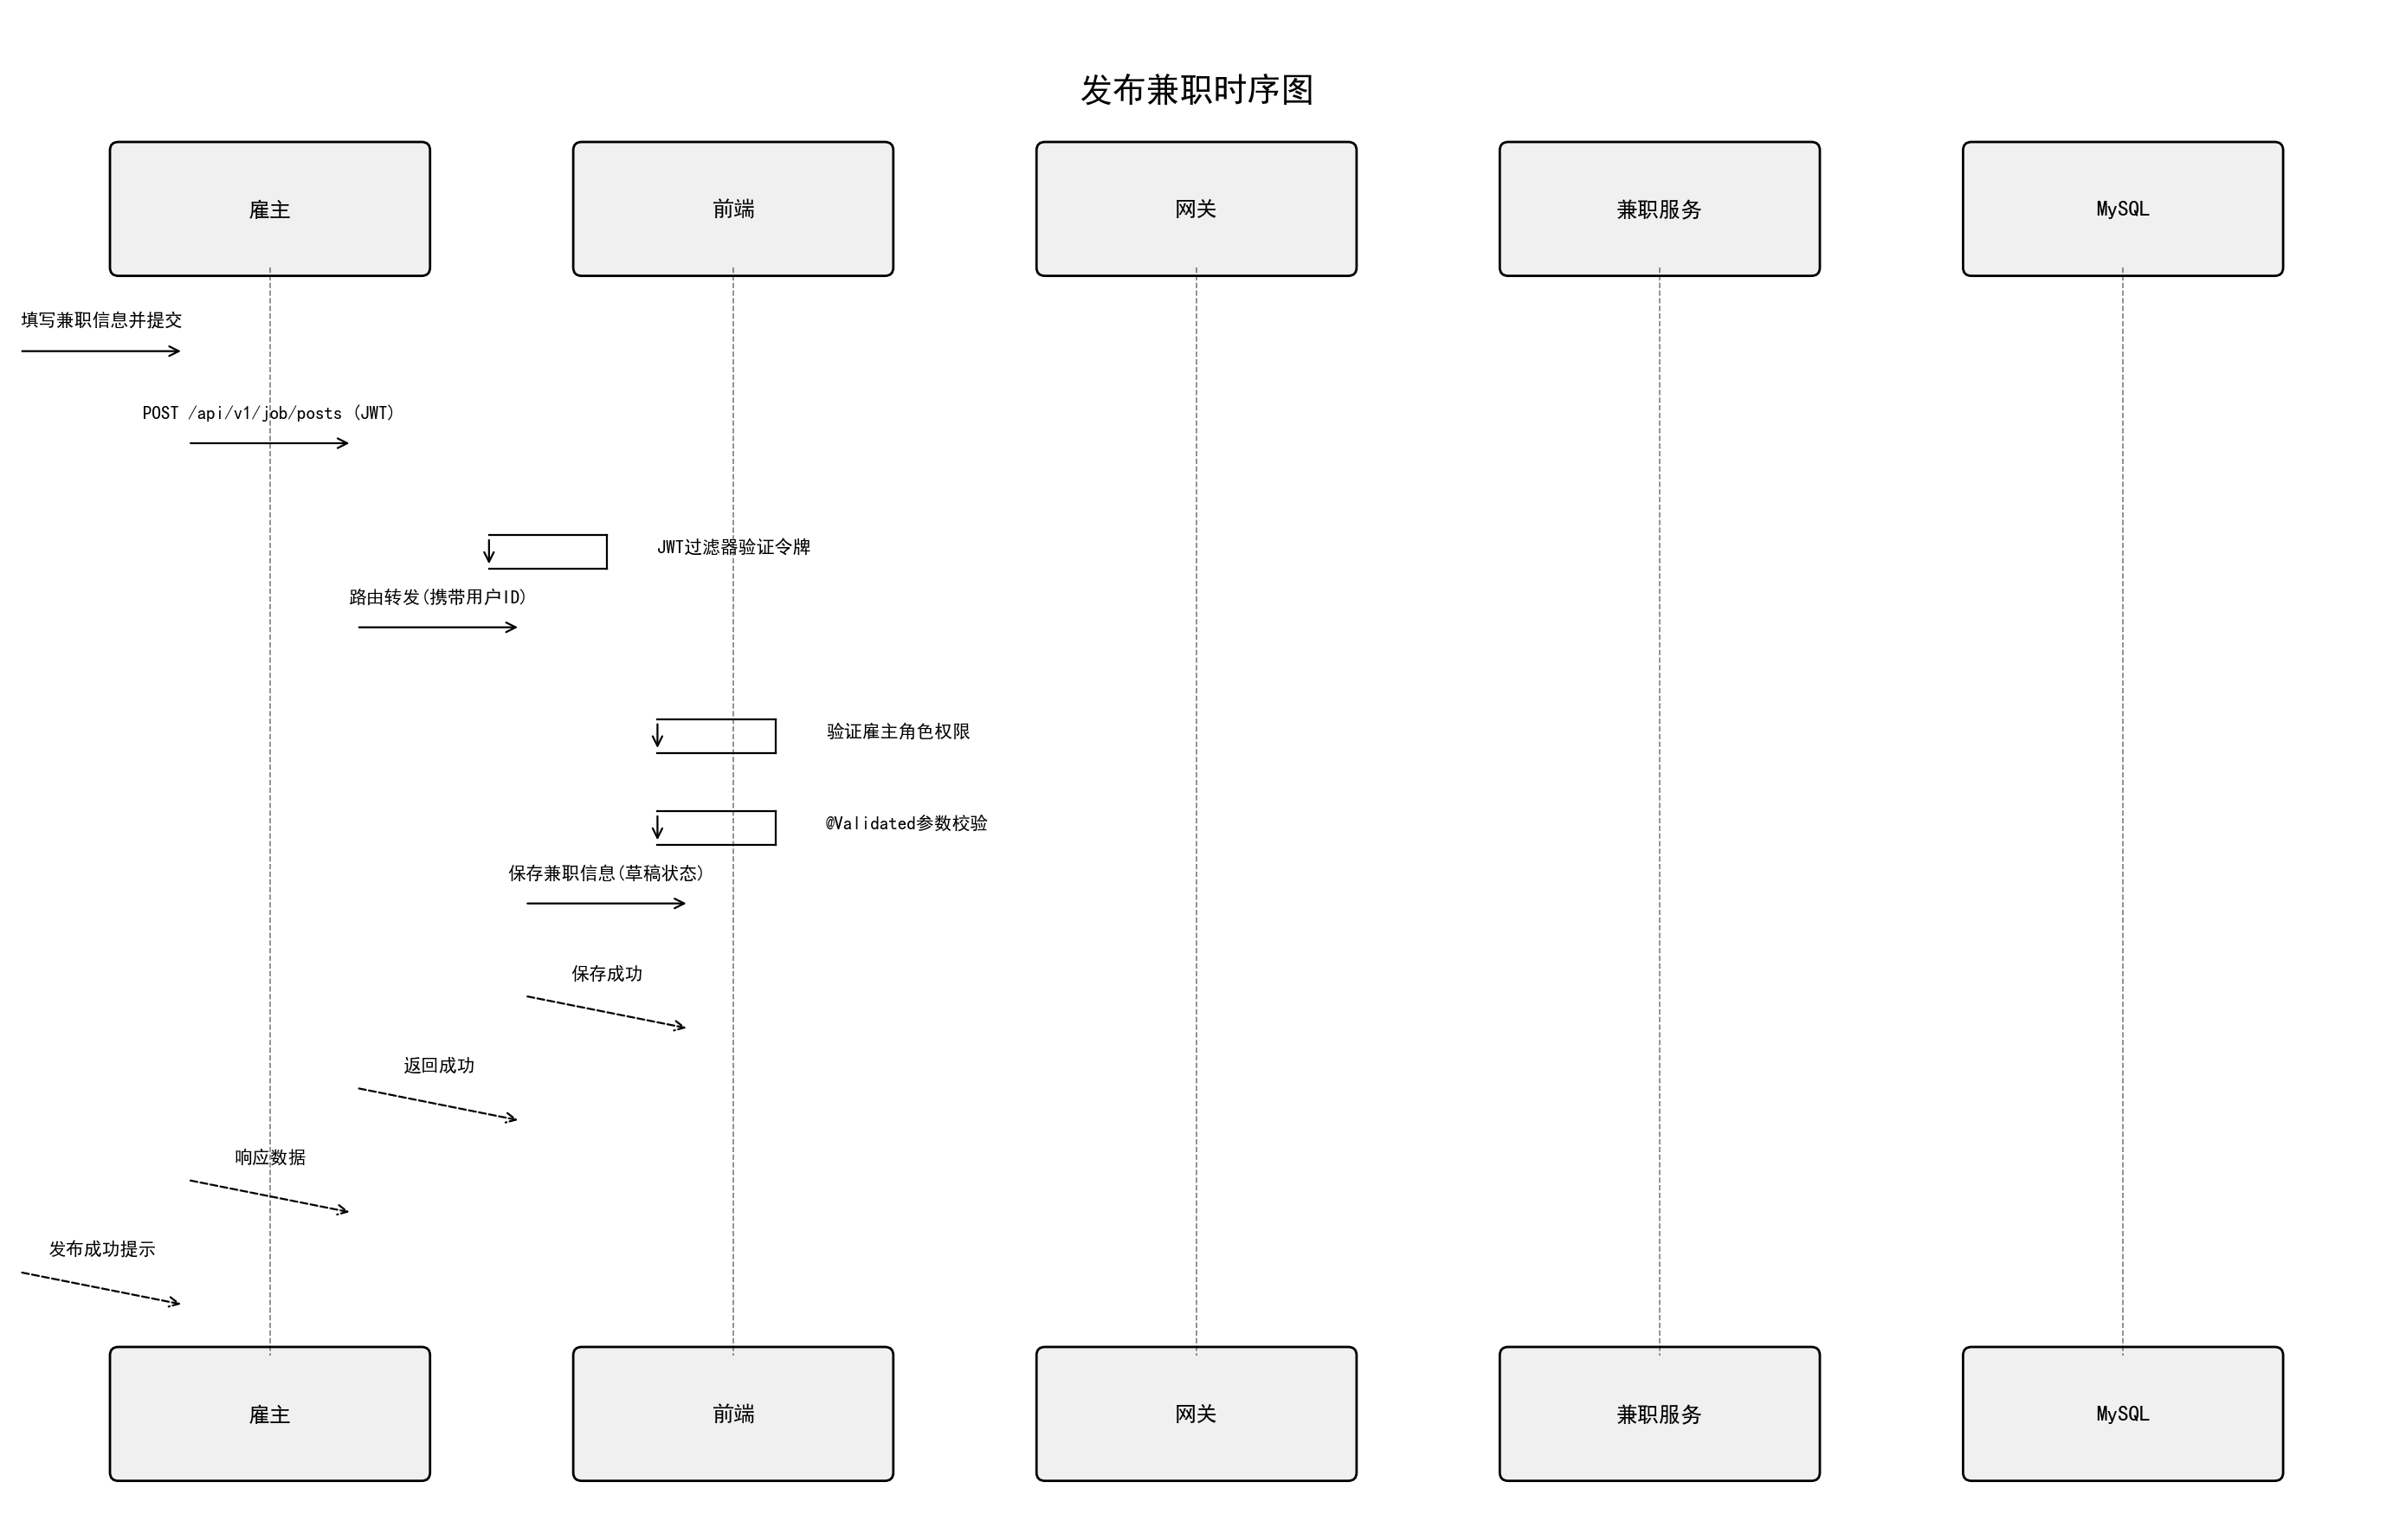 发布兼职时序图
雇主
前端
网关
兼职服务
MySQL
填写兼职信息并提交
POST /api/v1/job/posts (JWT)
JWT过滤器验证令牌
路由转发(携带用户ID)
验证雇主角色权限
@Validated参数校验
保存兼职信息(草稿状态)
保存成功
返回成功
响应数据
发布成功提示
雇主
前端
网关
兼职服务
MySQL